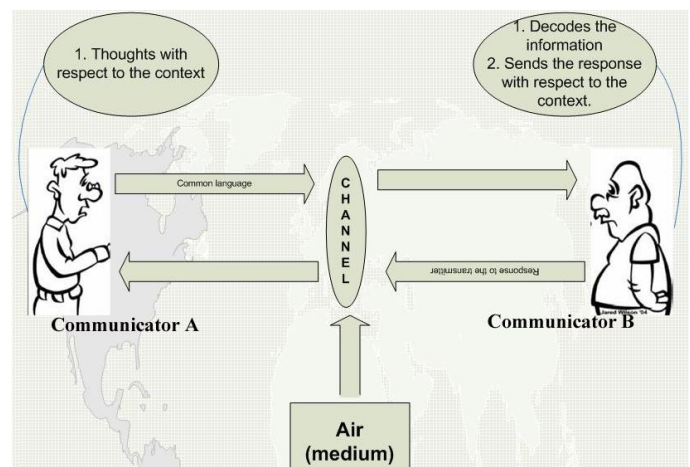 1. Thoughts with
respect to the context
1. Decodes the
information
2. Sends the response
with respect to the
context.
Common language
CHANNEL
Response to the transmitter
Communicator A
Jared Wilson '04
Communicator B
Air
(medium)